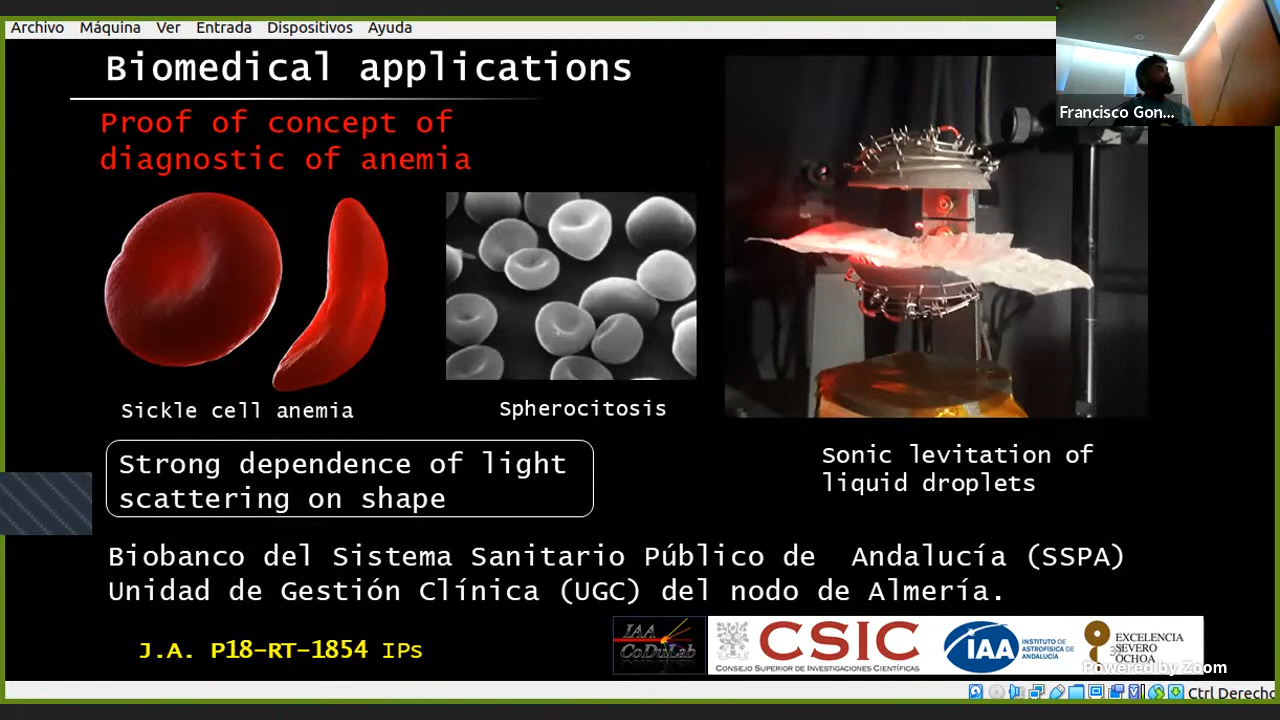 Archivo Máquina Ver Entrada Dispositivos Ayuda
Biomedical applications
Proof of concept of
diagnostic of anemia
Francisco Gon...
Sickle cell anemia
Spherocitosis
Strong dependence of light
scattering on shape
Sonic levitation of
liquid droplets
Biobanco del Sistema Sanitario Público de Andalucía (SSPA)
Unidad de Gestión Clínica (UGC) del nodo de Almería.
J.A. P18-RT-1854 IPs
IAA
CoDuLab
CSIC
CONSEJO SUPERIOR DE INVESTIGACIONES CIENTÍFICAS
IAA
INSTITUTO DE
ASTROFÍSICA DE
ANDALUCÍA
EXCELENCIA
SEVERO
OCHOA
Powered by Zoom
Ctrl Derecho